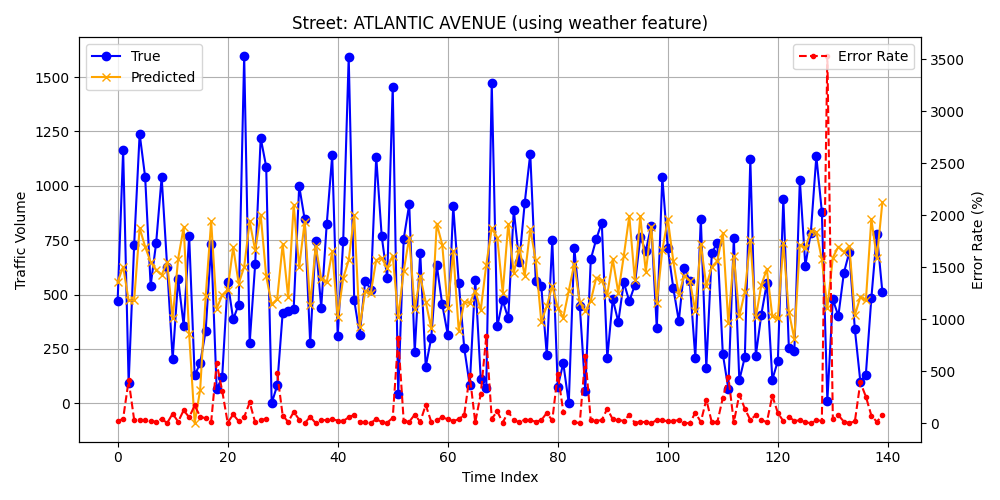 Street: ATLANTIC AVENUE (using weather feature)
True
Predicted
Error Rate
1500
1250
1000
750
500
250
0
Traffic Volume
3500
3000
2500
2000
1500
1000
500
0
Error Rate (%)
0 20 40 60 80 100 120 140
Time Index